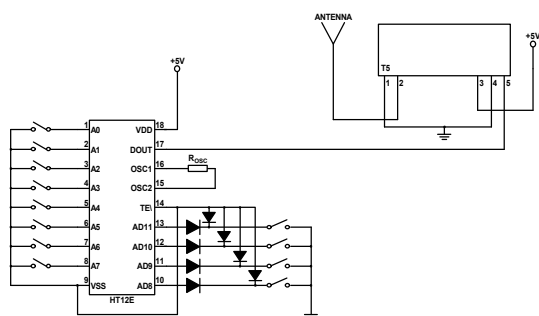 ANTENNA
+5V
T5
1 2 3 4 5
+5V
1 A0 VDD 18
2 A1 DOUT 17
3 A2 OSC1 16
ROSC
4 A3 OSC2 15
5 A4 TE\ 14
6 A5 AD11 13
7 A6 AD10 12
8 A7 AD9 11
9 VSS AD8 10
HT12E